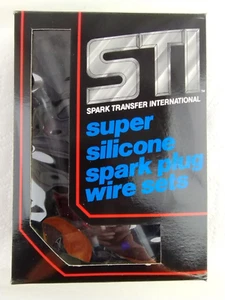 STI
SPARK TRANSFER INTERNATIONAL
super
silicone
spark plug
wire sets